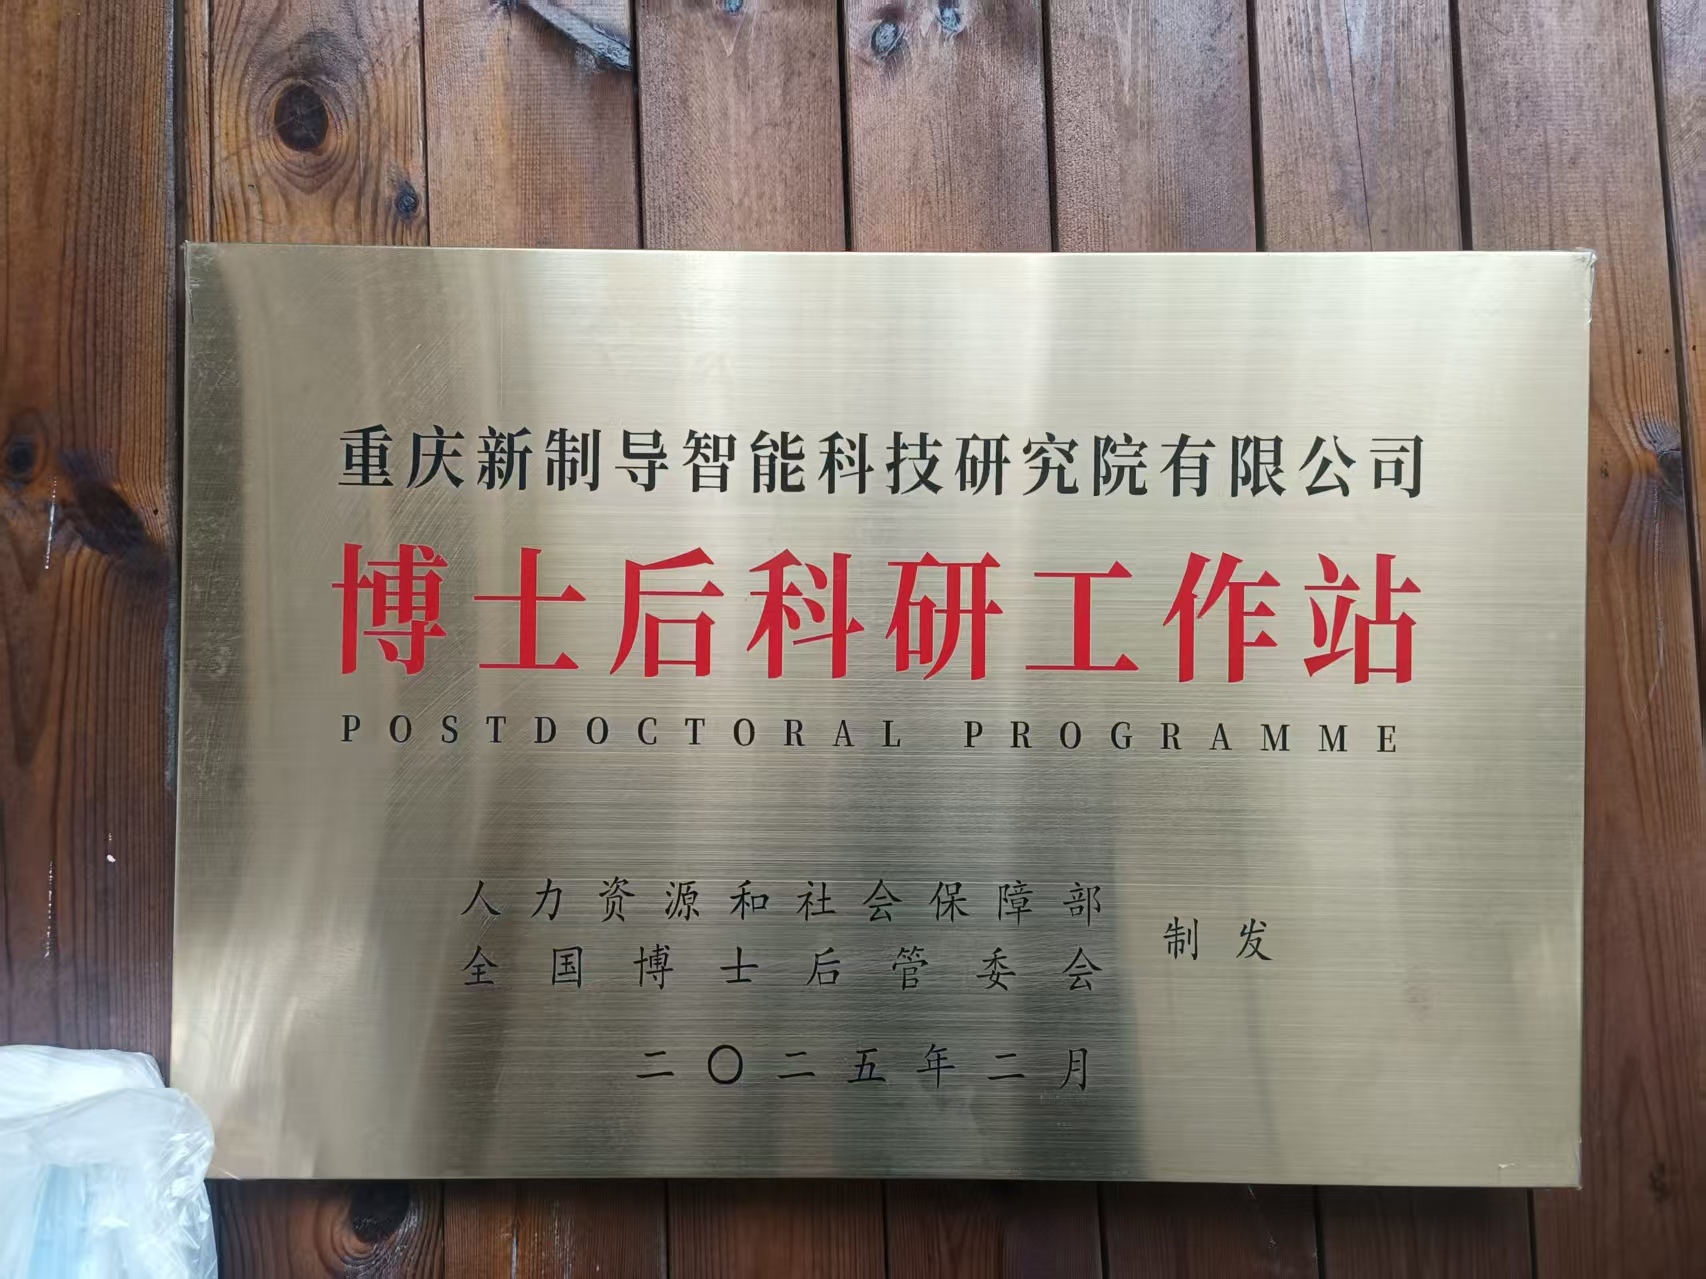 重庆新制导智能科技研究院有限公司
博士后科研工作站
POSTDOCTORAL PROGRAMME
人力资源和社会保障部
全国博士后管委会
制发
二〇二五年二月